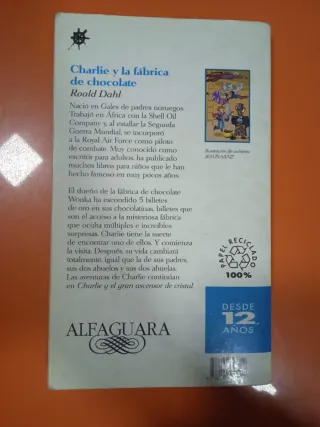 Charlie y la fábrica
de chocolate
Roald Dahl
Nació en Gales de padres noruegos.
Trabajó en África con la Shell Oil
Company y, al estallar la Segunda
Guerra Mundial, se incorporó
a la Royal Air Force como piloto
de combate. Muy conocido como
escritor para adultos, ha publicado
muchos libros para niños que le han
hecho famoso en muy pocos años.
El dueño de la fábrica de chocolate
Wonka ha escondido 5 billetes
de oro en sus chocolatinas, billetes que
son el acceso a la misteriosa fábrica
que oculta múltiples e increíbles
sorpresas. Charlie tiene la suerte
de encontrar uno de ellos. Y comienza
la visita. Después, su vida cambiará
totalmente, igual que la de sus padres,
sus dos abuelos y sus dos abuelas.
Las aventuras de Charlie continúan
en Charlie y el gran ascensor de cristal.
Ilustración de cubierta:
PAPEL RECICLADO
100%
DESDE
12
AÑOS
ALFAGUARA